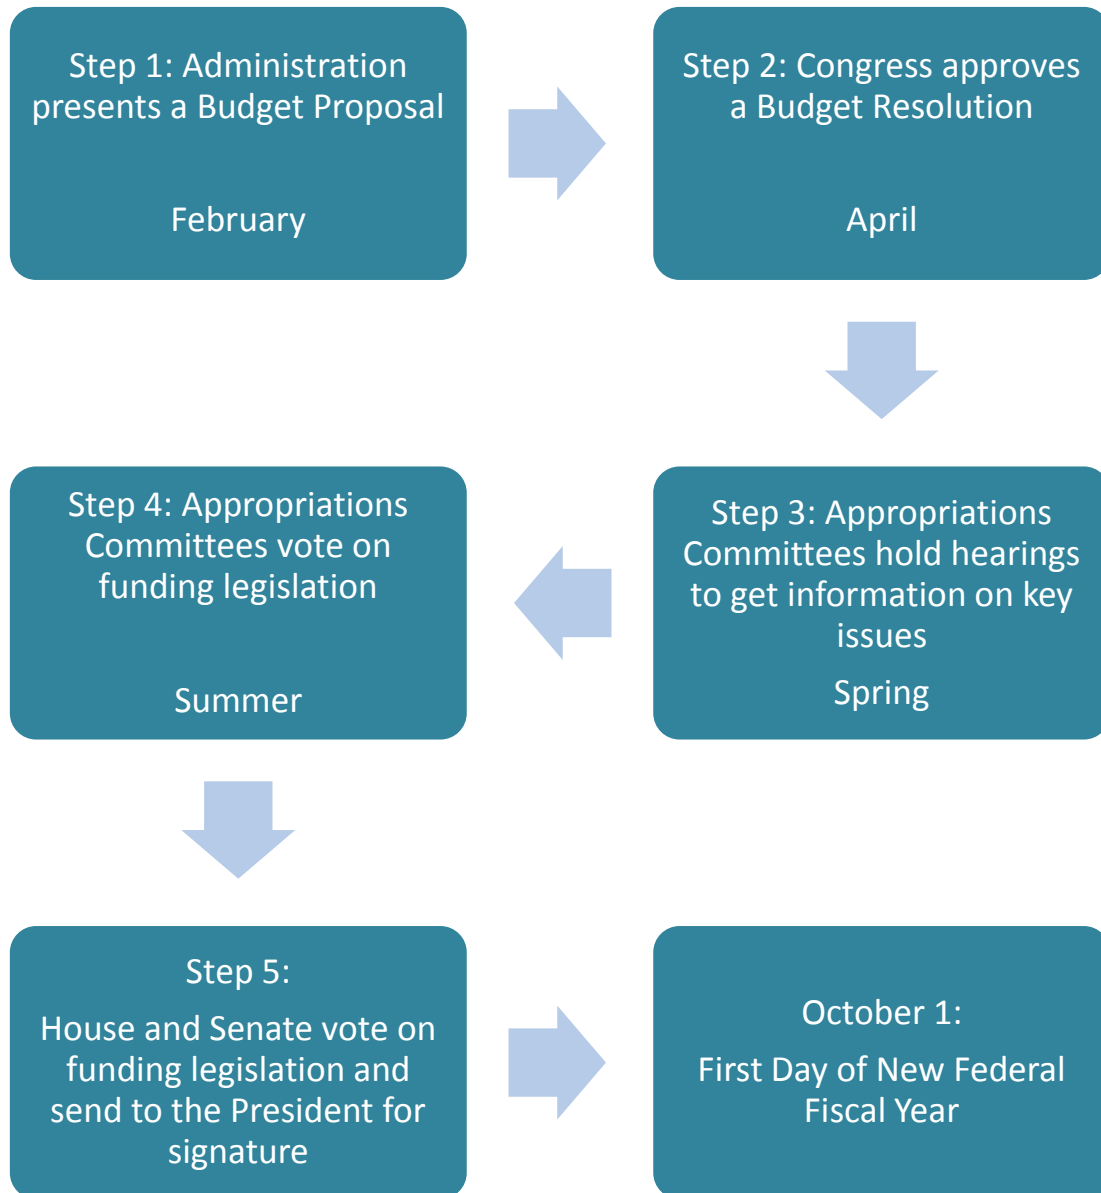 Step 1: Administration
presents a Budget Proposal
February
Step 2: Congress approves
a Budget Resolution
April
Step 3: Appropriations
Committees hold hearings
to get information on key
issues
Spring
Step 4: Appropriations
Committees vote on
funding legislation
Summer
Step 5:
House and Senate vote on
funding legislation and
send to the President for
signature
October 1:
First Day of New Federal
Fiscal Year